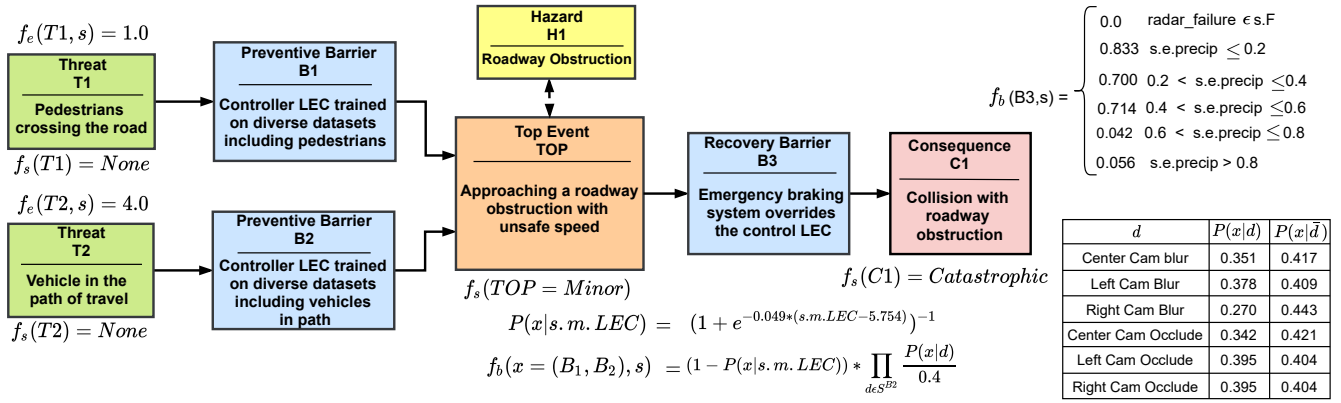 f_e(T1, s) = 1.0
Threat
T1
Pedestrians
crossing the road
f_s(T1) = None
f_e(T2, s) = 4.0
Threat
T2
Vehicle in the
path of travel
f_s(T2) = None
Preventive Barrier
B1
Controller LEC trained
on diverse datasets
including pedestrians
Preventive Barrier
B2
Controller LEC trained
on diverse datasets
including vehicles
in path
Hazard
H1
Roadway Obstruction
Top Event
TOP
Approaching a roadway
obstruction with
unsafe speed
f_s(TOP = Minor)
Recovery Barrier
B3
Emergency braking
system overrides
the control LEC
Consequence
C1
Collision with
roadway
obstruction
f_s(C1) = Catastrophic
P(x|s.m.LEC) = (1 + e^{-0.049*(s.m.LEC-5.754)})^{-1}
f_b(x = (B_1, B_2), s) = (1 - P(x|s.m.LEC)) * ∏_{dϵS^{B2}} P(x|d)/0.4
f_b (B3,s) =
0.0 radar_failure ϵ s.F
0.833 s.e.precip ≤ 0.2
0.700 0.2 < s.e.precip ≤0.4
0.714 0.4 < s.e.precip ≤0.6
0.042 0.6 < s.e.precip ≤0.8
0.056 s.e.precip > 0.8
d P(x|d) P(x|d̄)
Center Cam blur 0.351 0.417
Left Cam Blur 0.378 0.409
Right Cam Blur 0.270 0.443
Center Cam Occlude 0.342 0.421
Left Cam Occlude 0.395 0.404
Right Cam Occlude 0.395 0.404